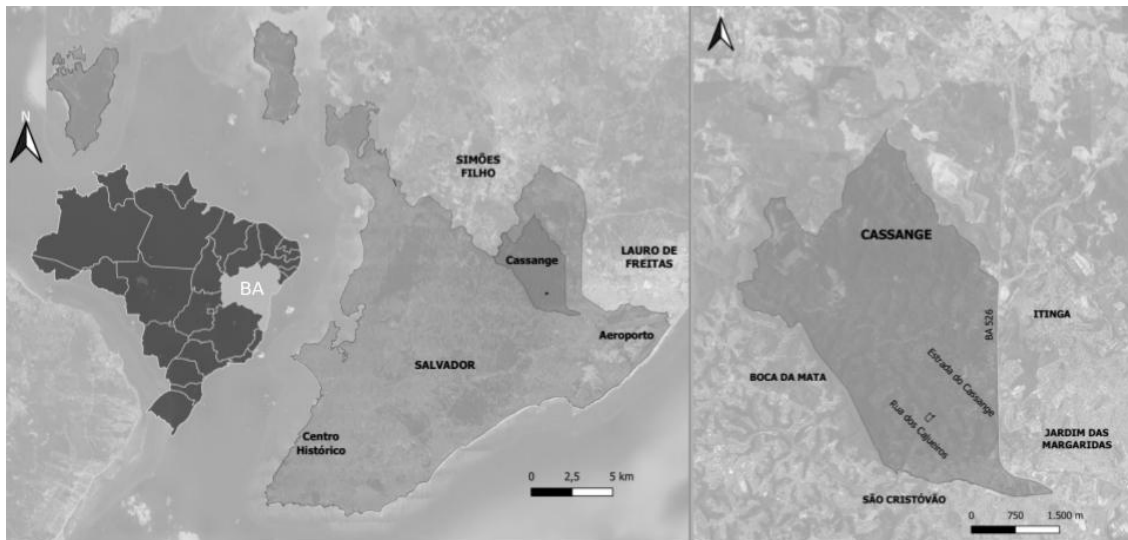 N
BA
SIMÕES
FILHO
Cassange
LAURO DE
FREITAS
Aeroporto
SALVADOR
Centro
Histórico
0 2,5 5 km
N
CASSANGE
BA 526
ITINGA
Estrada do Cassange
BOCA DA MATA
Rua dos Cajueiros
JARDIM DAS
MARGARIDAS
SÃO CRISTÓVÃO
0 750 1.500 m